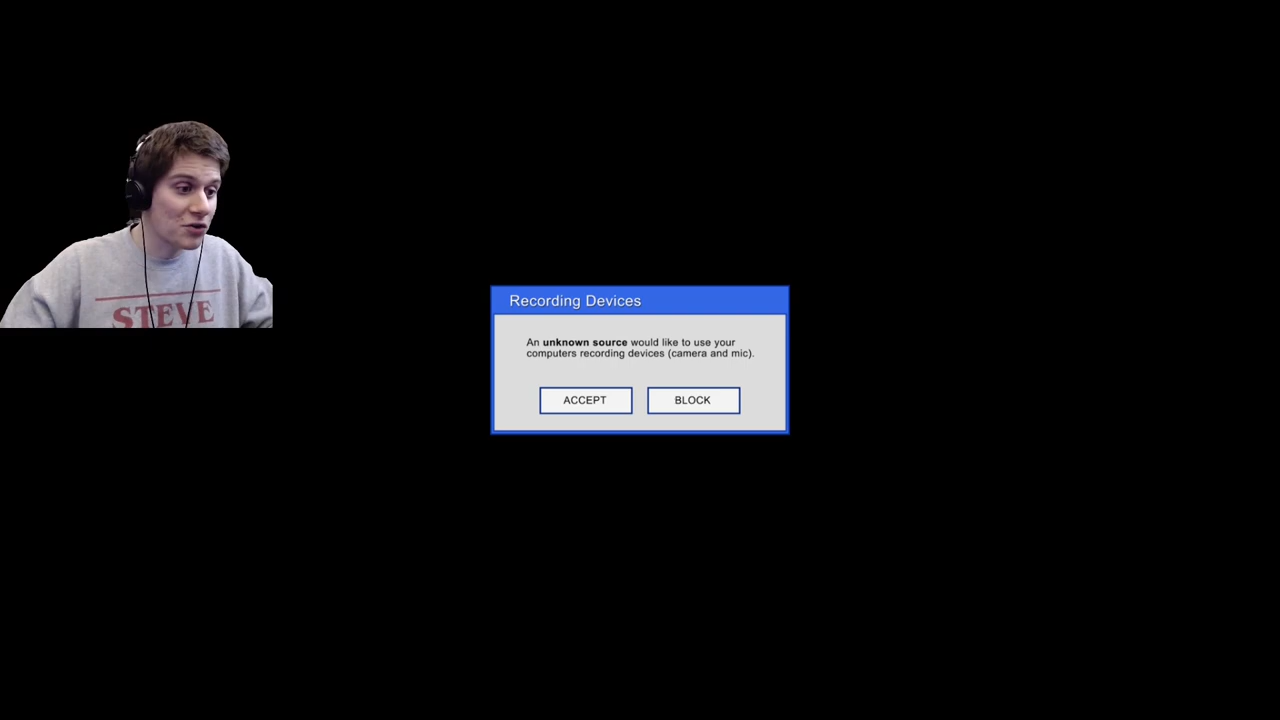 STEVE
Recording Devices
An unknown source would like to use your
computers recording devices (camera and mic).
ACCEPT
BLOCK